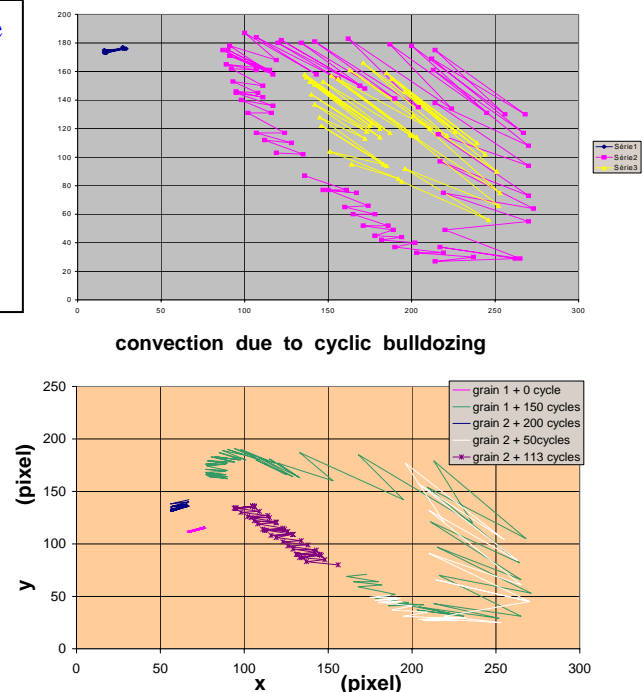 e
200
180
160
140
120
100
80
60
40
20
0
0 50 100 150 200 250 300
Série1
Série2
Série3
convection due to cyclic bulldozing
250
200
150
100
50
0
y (pixel)
grain 1 + 0 cycle
grain 1 + 150 cycles
grain 2 + 200 cycles
grain 2 + 50cycles
grain 2 + 113 cycles
0 50 100 150 200 250 300
x (pixel)